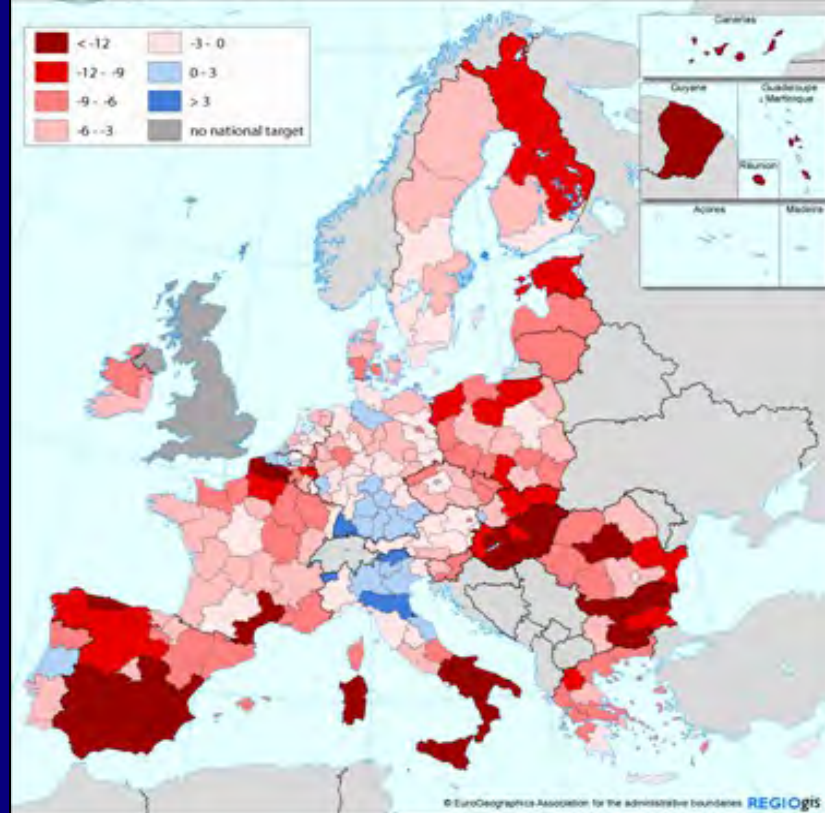 < -12
-12 - -9
-9 - -6
-6 - -3
-3 - 0
0 - 3
> 3
no national target
Canarias
Guyane
Guadeloupe
Martinique
Réunion
Açores
Madeira
© EuroGeographics Association for the administrative boundaries REGIOgis